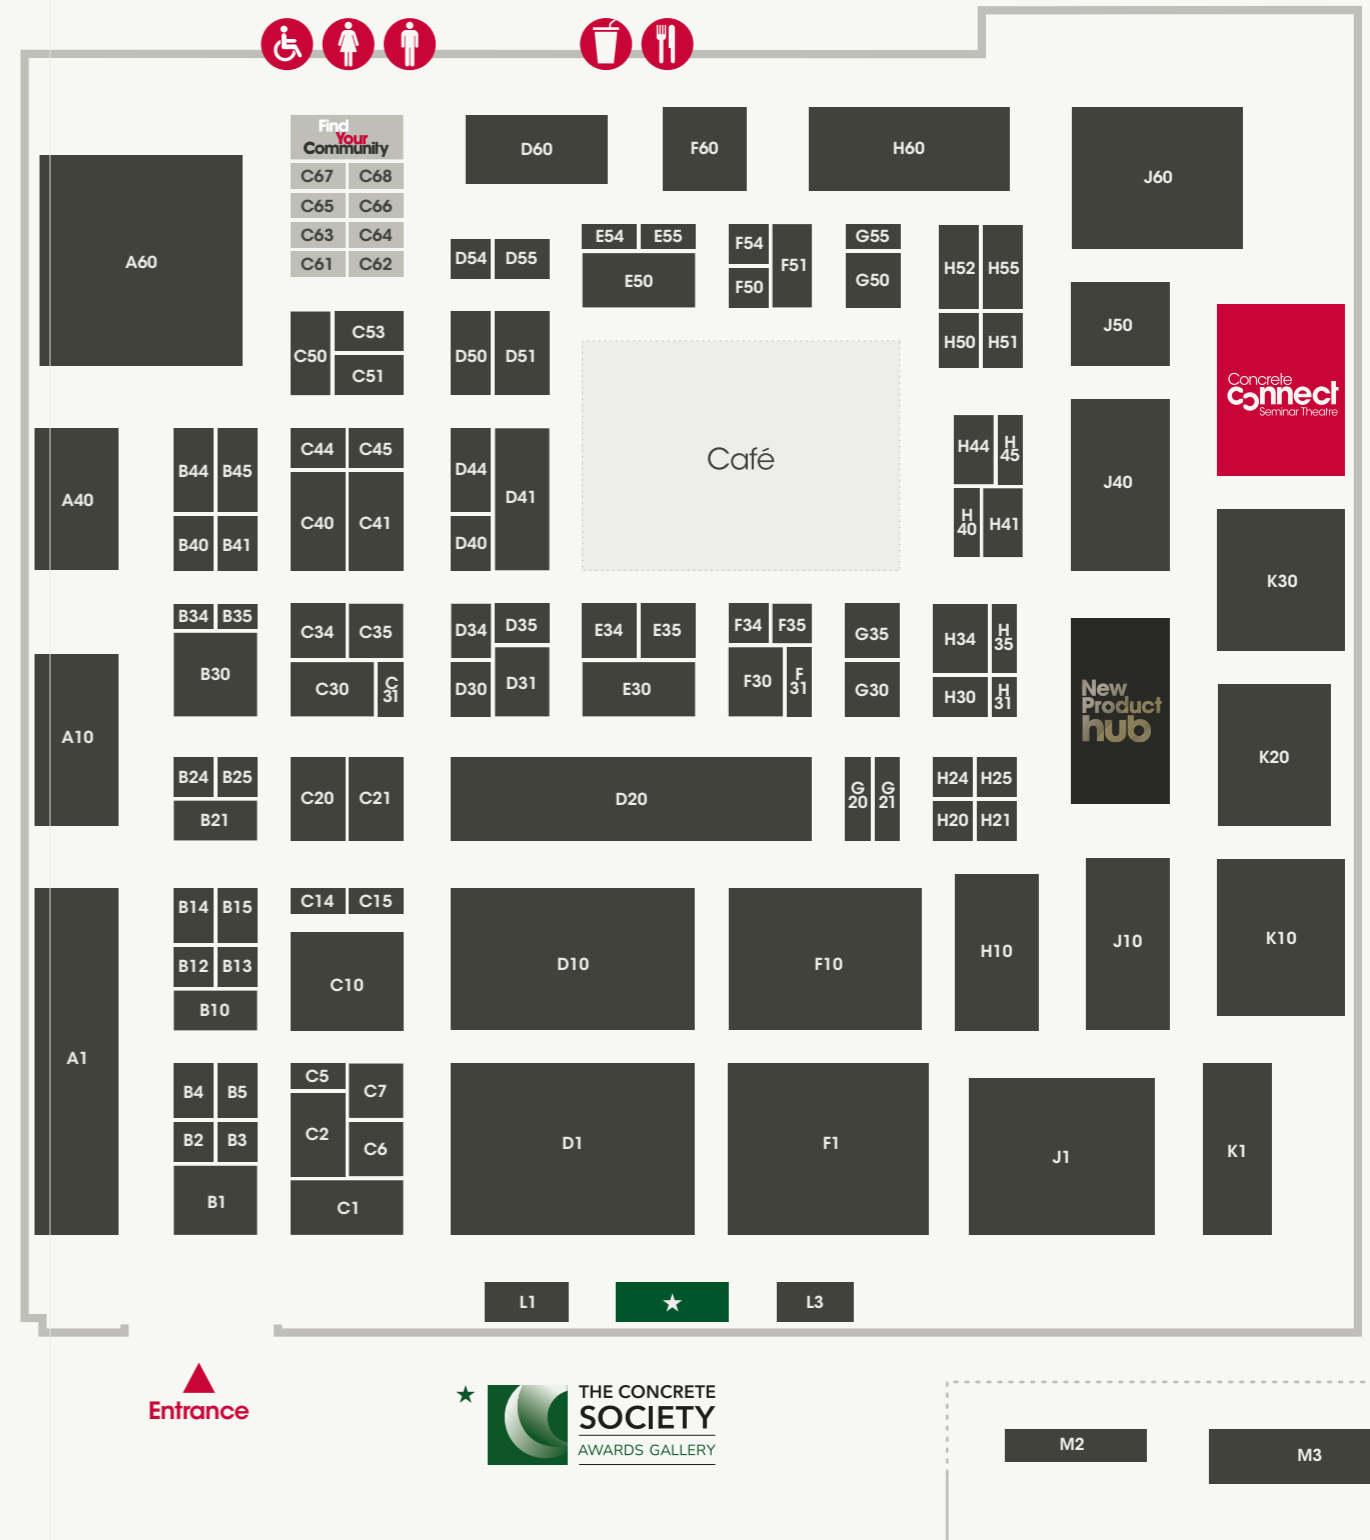 Find
Your
Community
C67 C68
C65 C66
C63 C64
C61 C62
D60
F60
H60
J60
A60
D54 D55
E54 E55
E50
F54
F50
F51
G55
G50
H52 H55
H50 H51
C50
C53
C51
D50 D51
J50
Concrete
connect
Seminar Theatre
A40
B44 B45
B40 B41
C44 C45
C40 C41
D44
D40
D41
Café
H44
H
45
H
40
H41
J40
K30
B34 B35
B30
C34 C35
C30
C
31
D34 D35
D30 D31
E34 E35
E30
F34 F35
F30
F
31
G35
G30
H34
H
35
H30
H
31
New
Product
hub
A10
B24 B25
B21
C20 C21
D20
G
20
G
21
H24 H25
H20 H21
K20
A1
B14 B15
B12 B13
B10
C14 C15
C10
D10
F10
H10
J10
K10
B4 B5
B2 B3
B1
C5
C7
C2
C6
C1
D1
F1
J1
K1
L1
★
L3
Entrance
★
THE CONCRETE
SOCIETY
AWARDS GALLERY
M2
M3